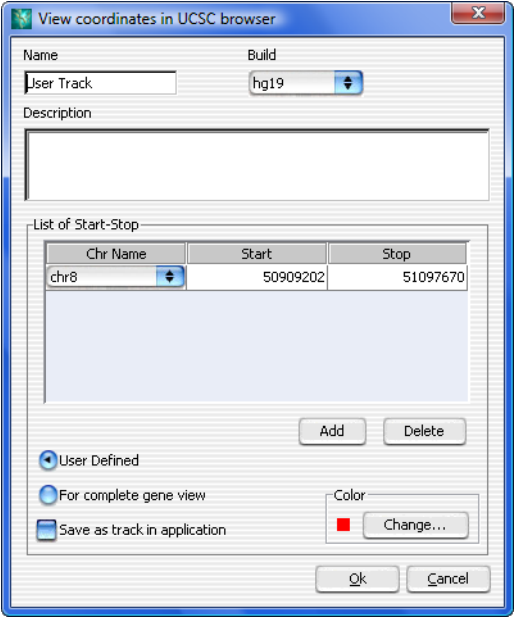 View coordinates in UCSC browser
Name Build
User Track hg19
Description
List of Start-Stop
Chr Name Start Stop
chr8 50909202 51097670
Add Delete
User Defined
For complete gene view
Color
Save as track in application Change...
Ok Cancel